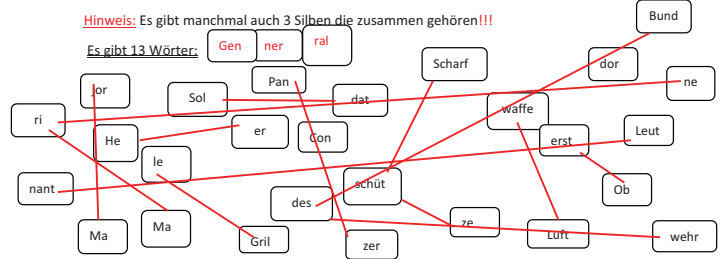 Hinweis: Es gibt manchmal auch 3 Silben die zusammen gehören!!!
Bund
Es gibt 13 Wörter:
Gen
ner
ral
Scharf
dor
jor
Sol
Pan
dat
ne
ri
He
er
Con
waffe
erst
Leut
le
nant
schüt
Ob
des
Ma
Ma
Gril
zer
ze
Luft
wehr